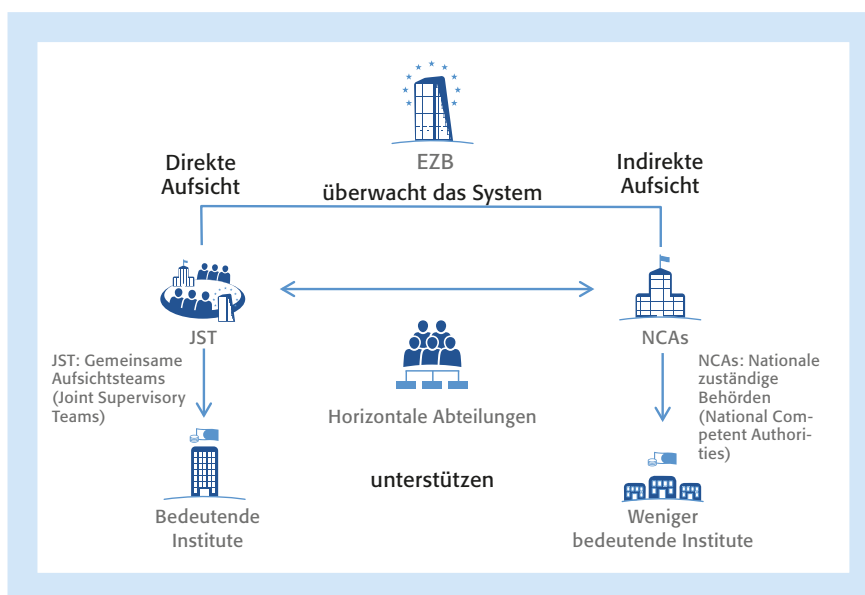 EZB
Direkte
Aufsicht
überwacht das System
Indirekte
Aufsicht
JST
NCAs
JST: Gemeinsame
Aufsichtsteams
(Joint Supervisory
Teams)
Horizontale Abteilungen
NCAs: Nationale
zuständige
Behörden
(National Com-
petent Authori-
ties)
unterstützen
Bedeutende
Institute
Weniger
bedeutende Institute